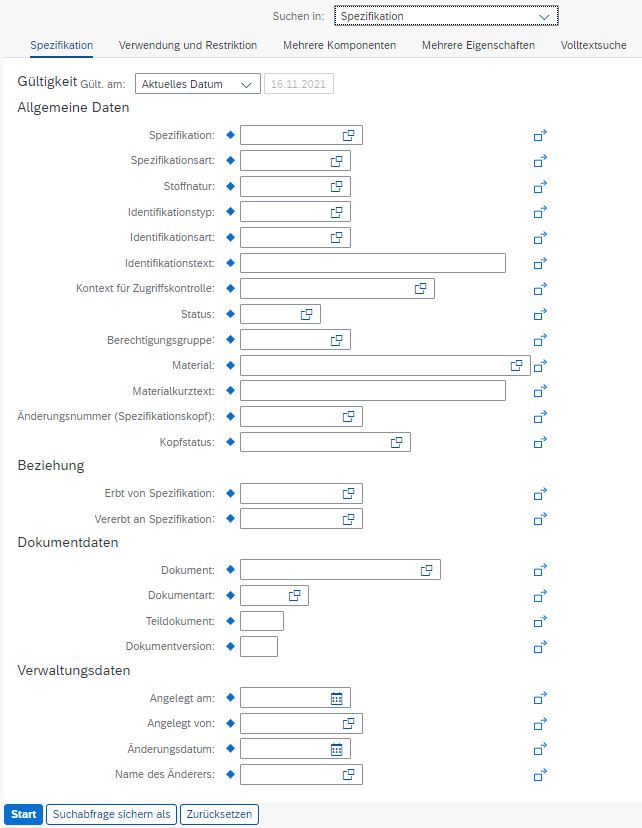 Suchen in: Spezifikation
Spezifikation Verwendung und Restriktion Mehrere Komponenten Mehrere Eigenschaften Volltextsuche
Gültigkeit Gült. am: Aktuelles Datum 16.11.2021
Allgemeine Daten
Spezifikation:
Spezifikationsart:
Stoffnatur:
Identifikationstyp:
Identifikationsart:
Identifikationstext:
Kontext für Zugriffskontrolle:
Status:
Berechtigungsgruppe:
Material:
Materialkurztext:
Änderungsnummer (Spezifikationskopf):
Kopfstatus:
Beziehung
Erbt von Spezifikation:
Vererbt an Spezifikation:
Dokumentdaten
Dokument:
Dokumentart:
Teildokument:
Dokumentversion:
Verwaltungsdaten
Angelegt am:
Angelegt von:
Änderungsdatum:
Name des Änderers:
Start Suchabfrage sichern als Zurücksetzen